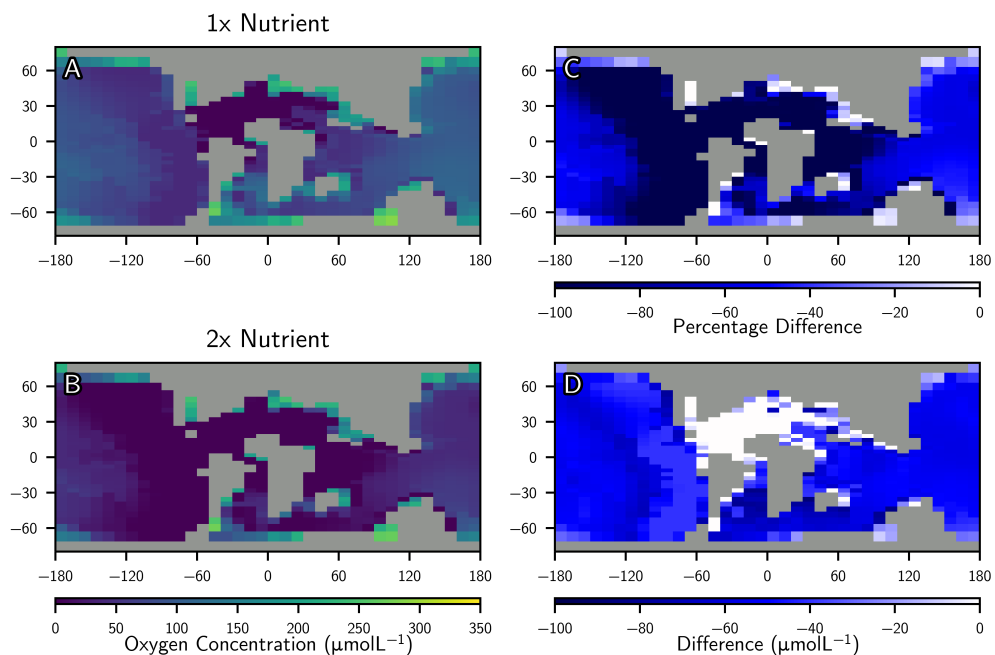 1x Nutrient
A
60
30
0
−30
−60
−180 −120 −60 0 60 120 180
C
60
30
0
−30
−60
−180 −120 −60 0 60 120 180
−100 −80 −60 −40 −20 0
Percentage Difference
2x Nutrient
B
60
30
0
−30
−60
−180 −120 −60 0 60 120 180
0 50 100 150 200 250 300 350
Oxygen Concentration (μmolL⁻¹)
D
60
30
0
−30
−60
−180 −120 −60 0 60 120 180
−100 −80 −60 −40 −20 0
Difference (μmolL⁻¹)